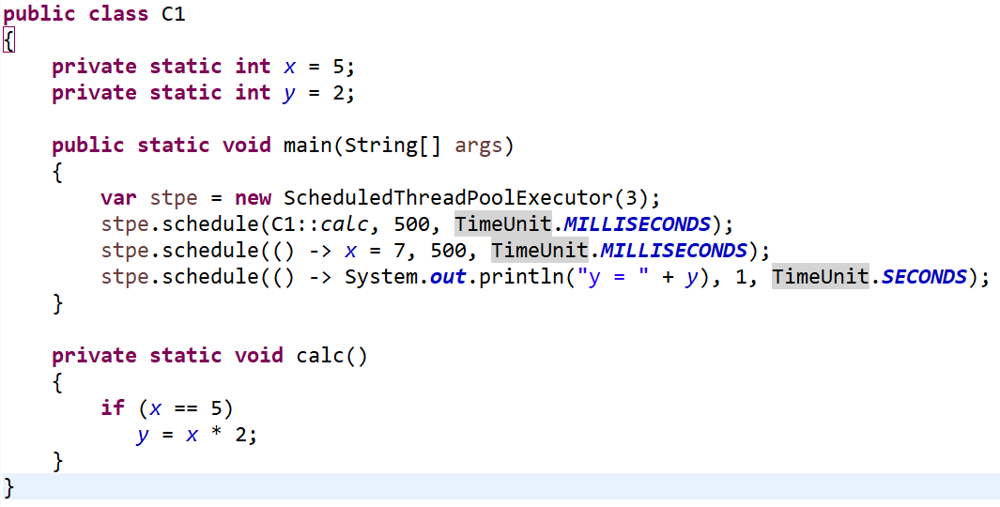 public class C1
{
    private static int x = 5;
    private static int y = 2;

    public static void main(String[] args)
    {
        var stpe = new ScheduledThreadPoolExecutor(3);
        stpe.schedule(C1::calc, 500, TimeUnit.MILLISECONDS);
        stpe.schedule(() -> x = 7, 500, TimeUnit.MILLISECONDS);
        stpe.schedule(() -> System.out.println("y = " + y), 1, TimeUnit.SECONDS);
    }

    private static void calc()
    {
        if (x == 5)
           y = x * 2;
    }
}